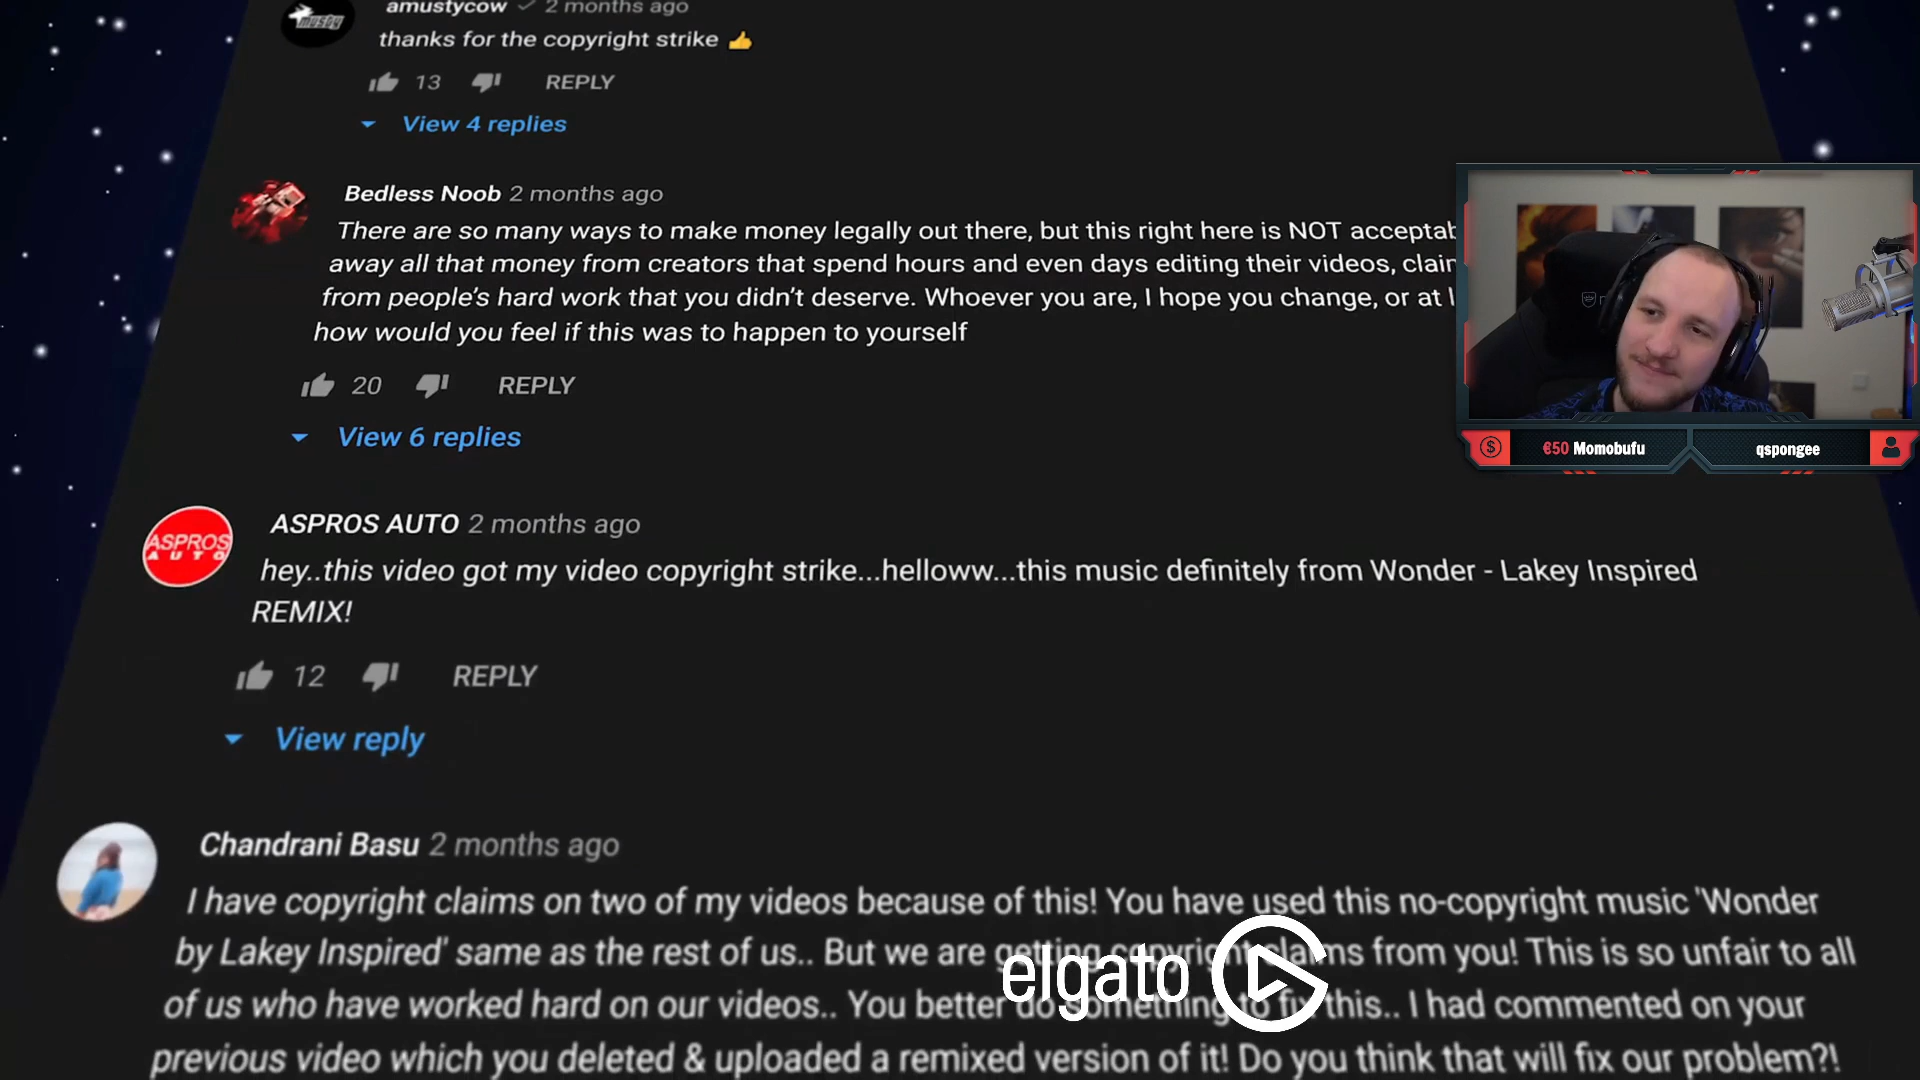 amustycow 2 months ago
musty
thanks for the copyright strike 👍
13 REPLY
View 4 replies
Bedless Noob 2 months ago
There are so many ways to make money legally out there, but this right here is NOT
away all that money from creators that spend hours and even days editing their videos,
from people's hard work that you didn't deserve. Whoever you are, I hope you change, or at
how would you feel if this was to happen to yourself
20 REPLY
View 6 replies
€50 Momobufu qspongee
ASPROS AUTO 2 months ago
ASPROS
AUTO
hey..this video got my video copyright strike...helloww...this music definitely from Wonder - Lakey Inspired
REMIX!
12 REPLY
View reply
Chandrani Basu 2 months ago
I have copyright claims on two of my videos because of this! You have used this no-copyright music 'Wonder
by Lakey Inspired' same as the rest of us.. But we are getting copyright claims from you! This is so unfair to all
elgato
of us who have worked hard on our videos.. You better do something to fix this.. I had commented on your
previous video which you deleted & uploaded a remixed version of it! Do you think that will fix our problem?!